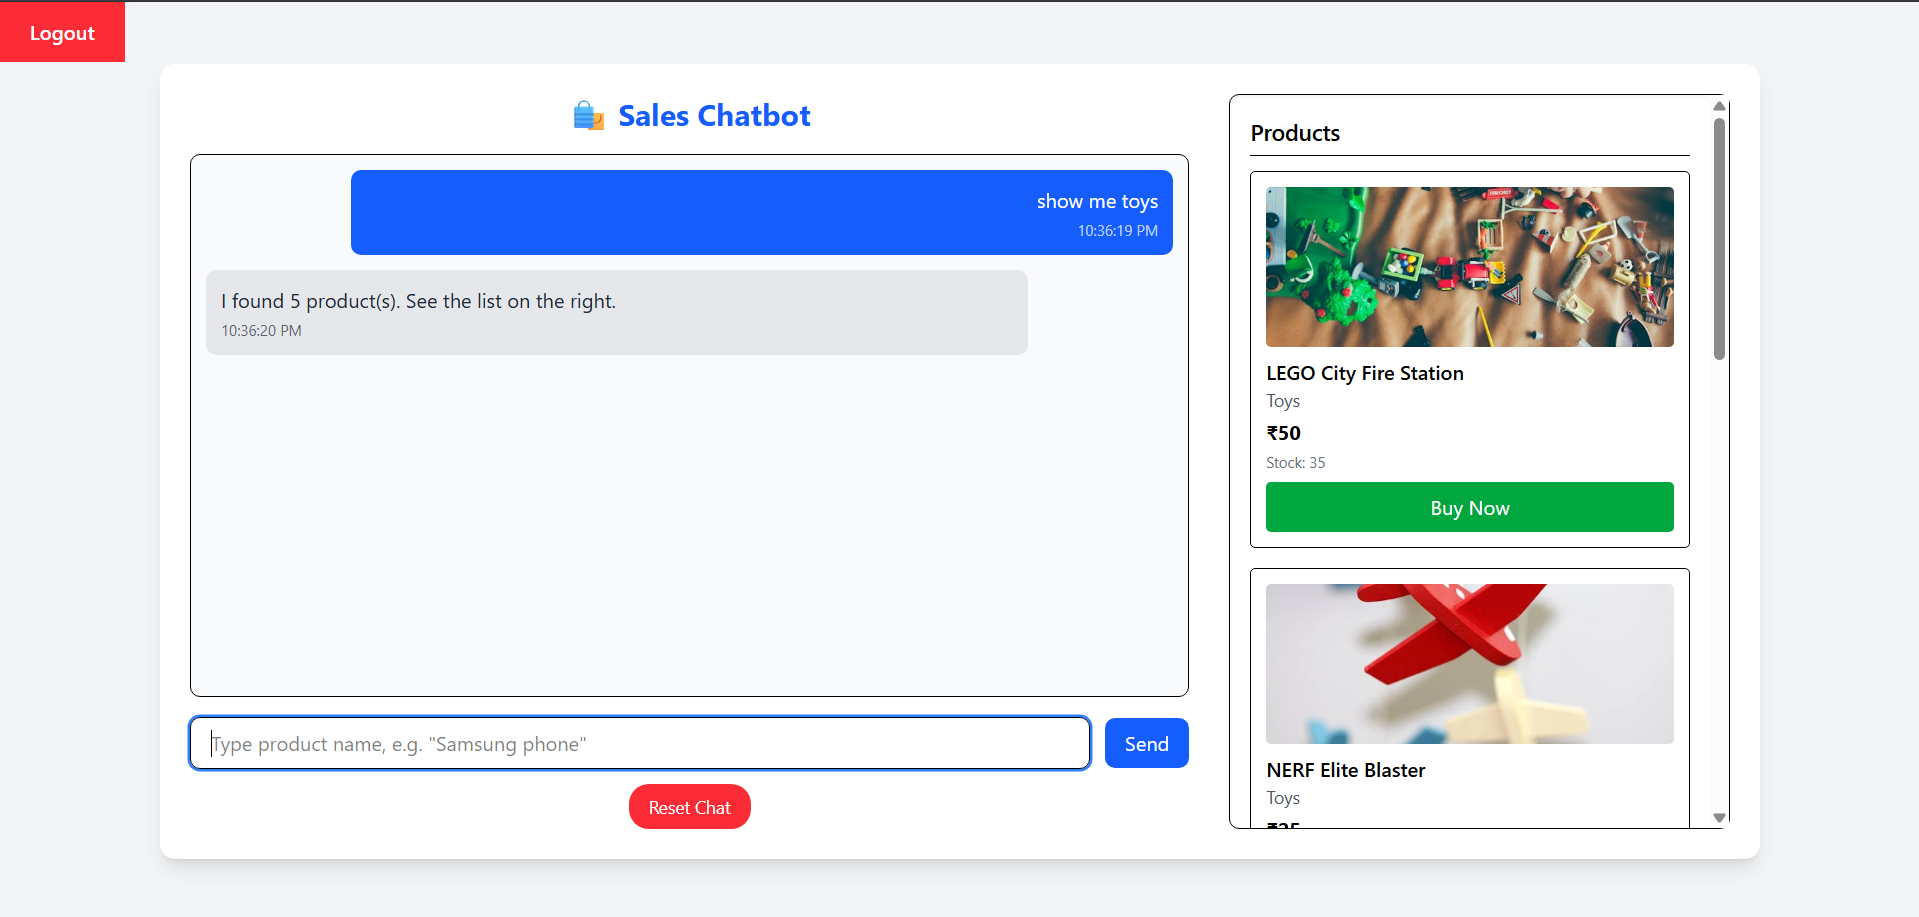 Logout
Sales Chatbot
show me toys
10:36:19 PM
I found 5 product(s). See the list on the right.
10:36:20 PM
Type product name, e.g. "Samsung phone"
Send
Reset Chat
Products
LEGO City Fire Station
Toys
₹50
Stock: 35
Buy Now
NERF Elite Blaster
Toys